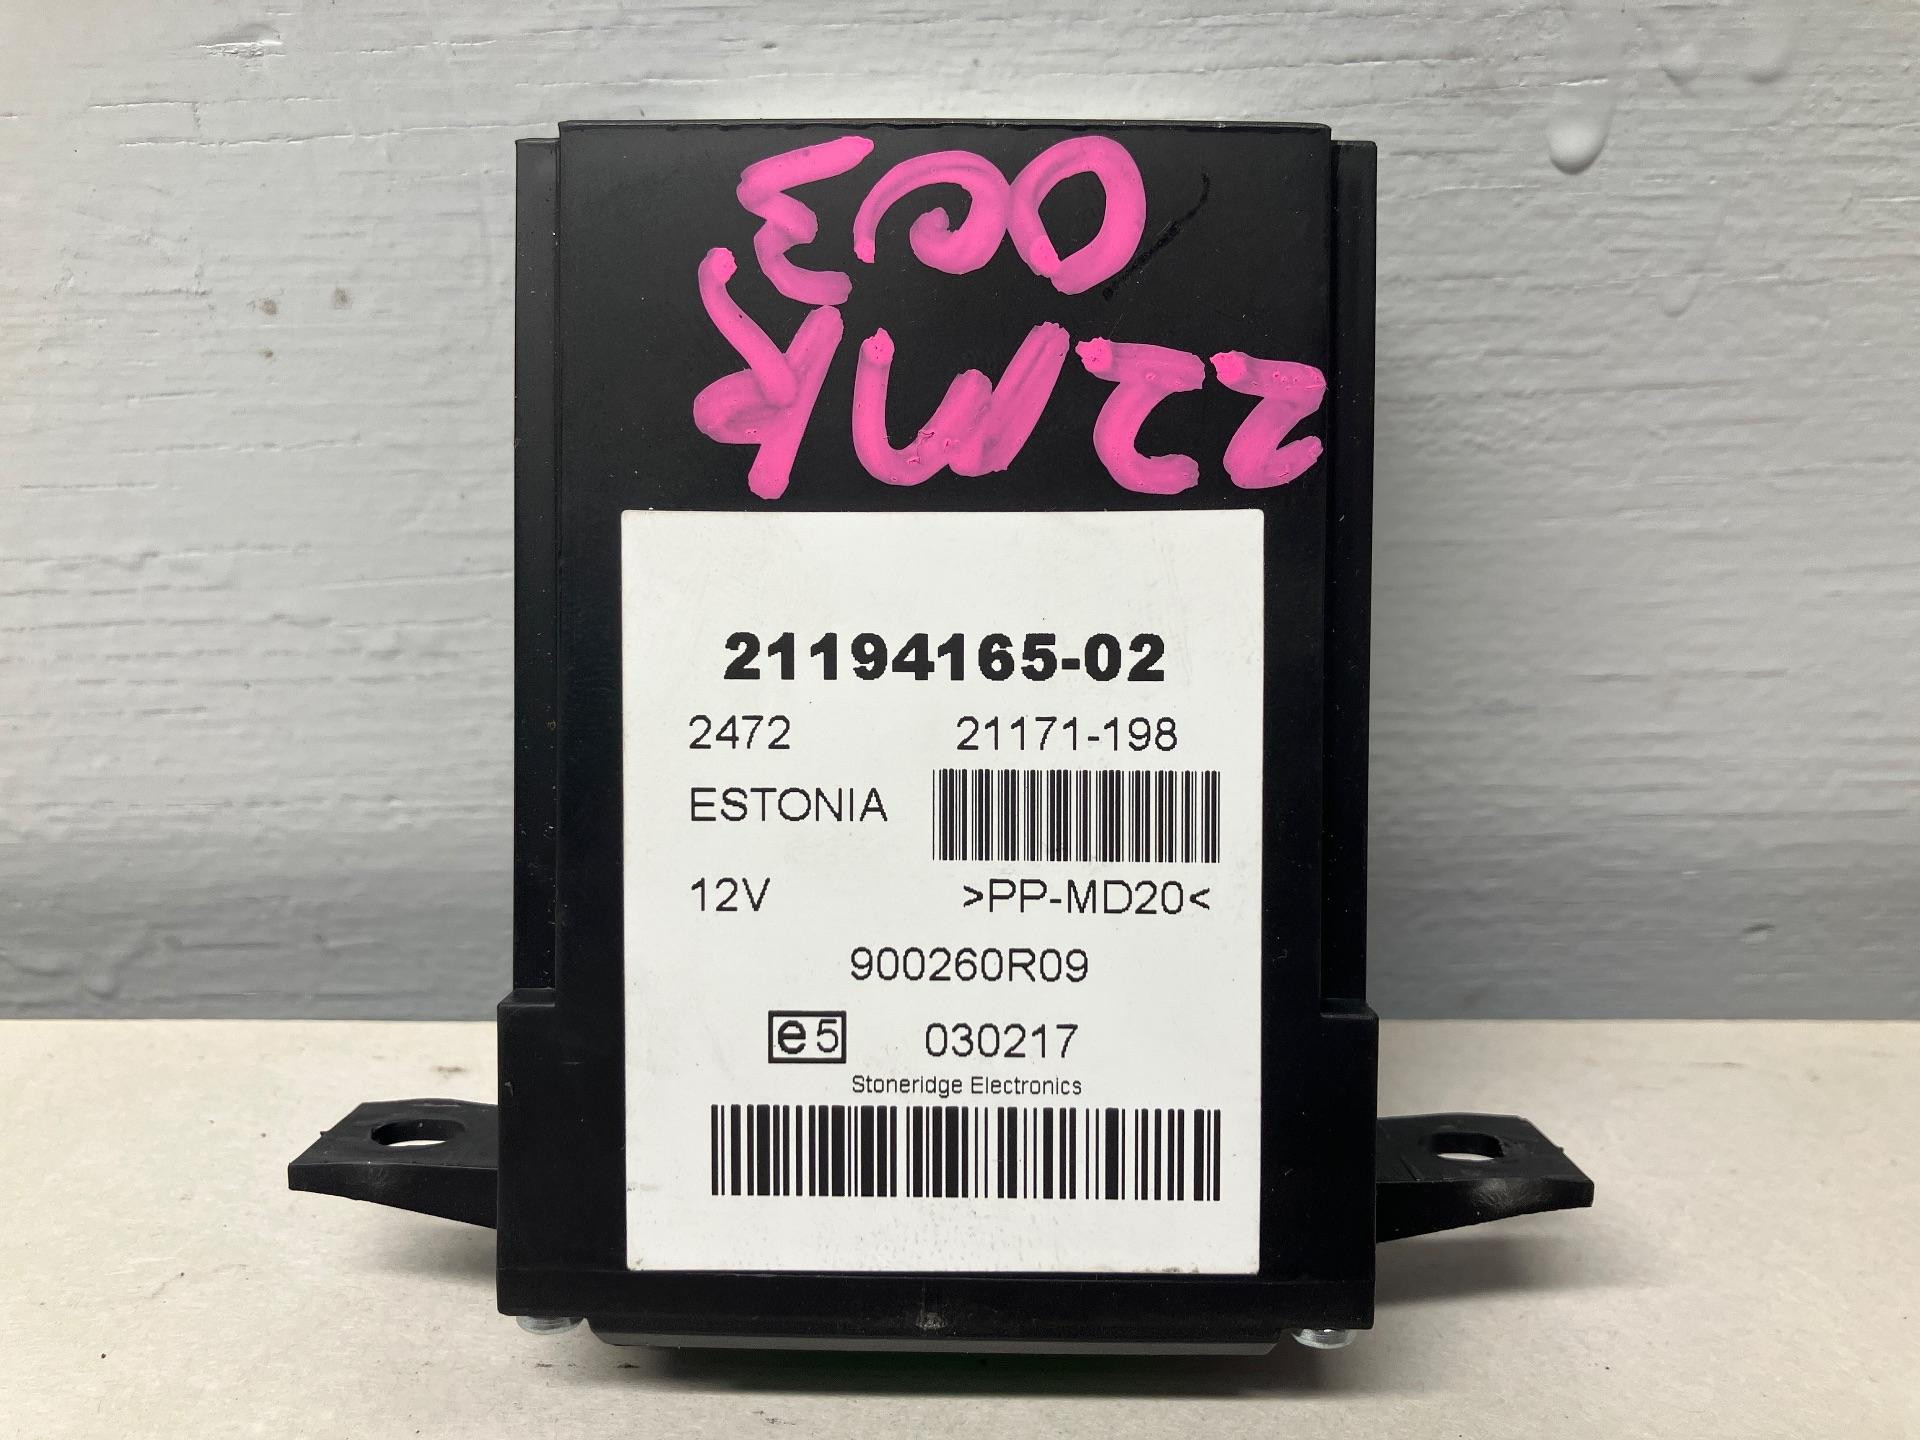 21194165-02
2472 21171-198
ESTONIA
12V >PP-MD20<
900260R09
e5 030217
Stoneridge Electronics